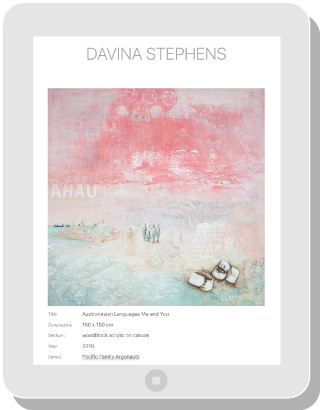 DAVINA STEPHENS
AHAU
Title Austronesian Languages Me and You
Dimensions 150 x 150 cm
Medium woodblock acrylic on canvas
Year 2019
Series Pacific Family Argonauts